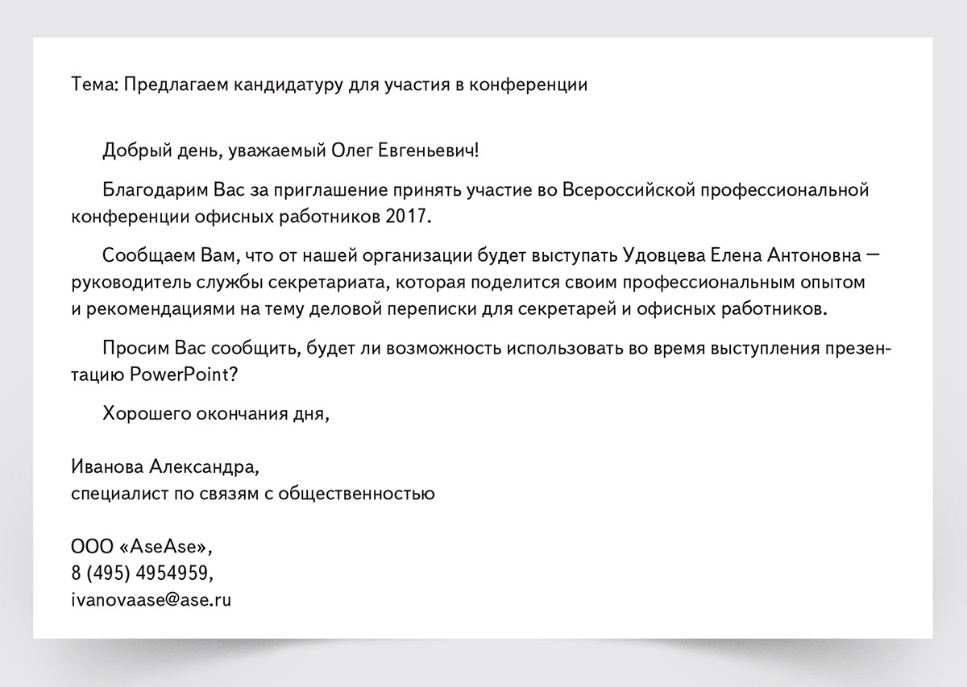 Тема: Предлагаем кандидатуру для участия в конференции
Добрый день, уважаемый Олег Евгеньевич!
Благодарим Вас за приглашение принять участие во Всероссийской профессиональной
конференции офисных работников 2017.
Сообщаем Вам, что от нашей организации будет выступать Удовцева Елена Антоновна —
руководитель службы секретариата, которая поделится своим профессиональным опытом
и рекомендациями на тему деловой переписки для секретарей и офисных работников.
Просим Вас сообщить, будет ли возможность использовать во время выступления презен-
тацию PowerPoint?
Хорошего окончания дня,
Иванова Александра,
специалист по связям с общественностью
ООО «AseAse»,
8 (495) 4954959,
ivanovaase@ase.ru